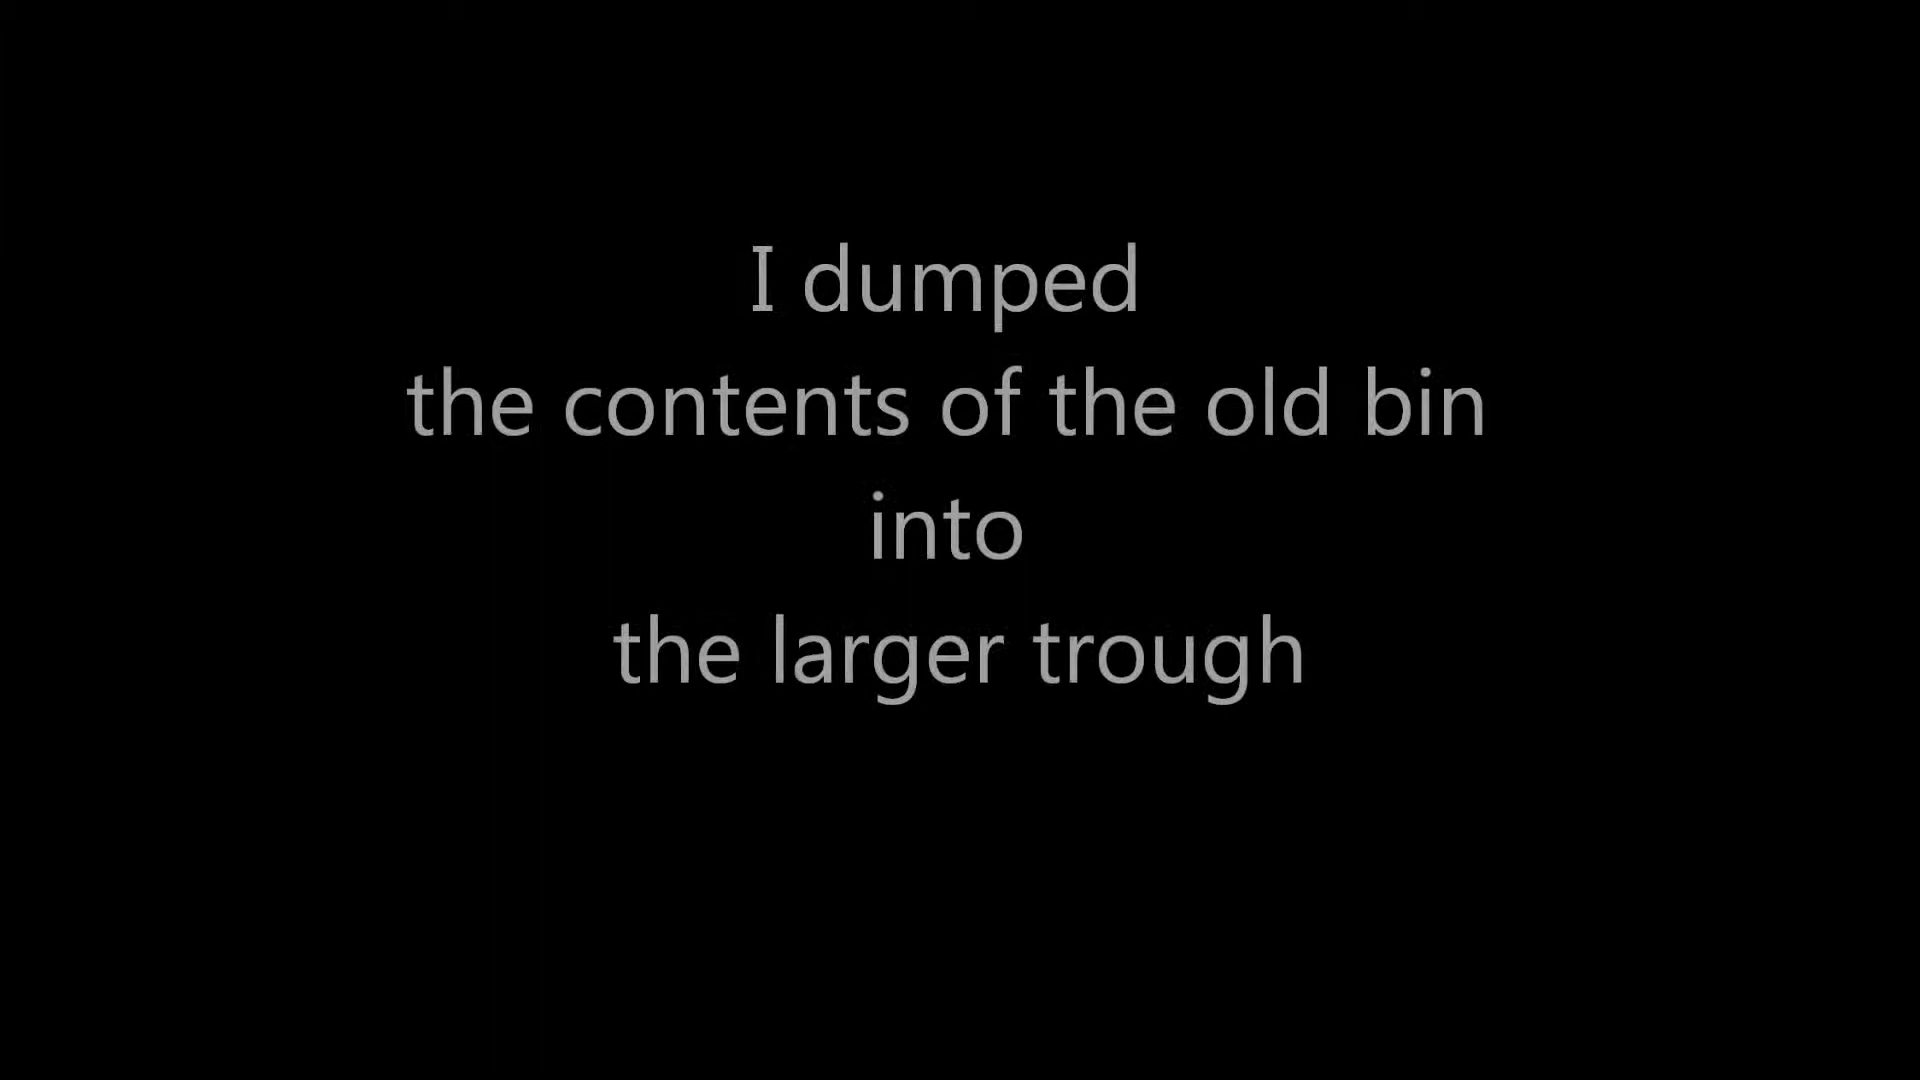 I dumped
the contents of the old bin
into
the larger trough